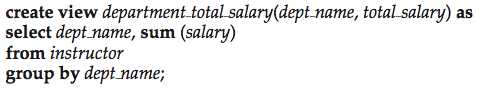 create view department_total_salary(dept_name, total_salary) as
select dept_name, sum (salary)
from instructor
group by dept_name;